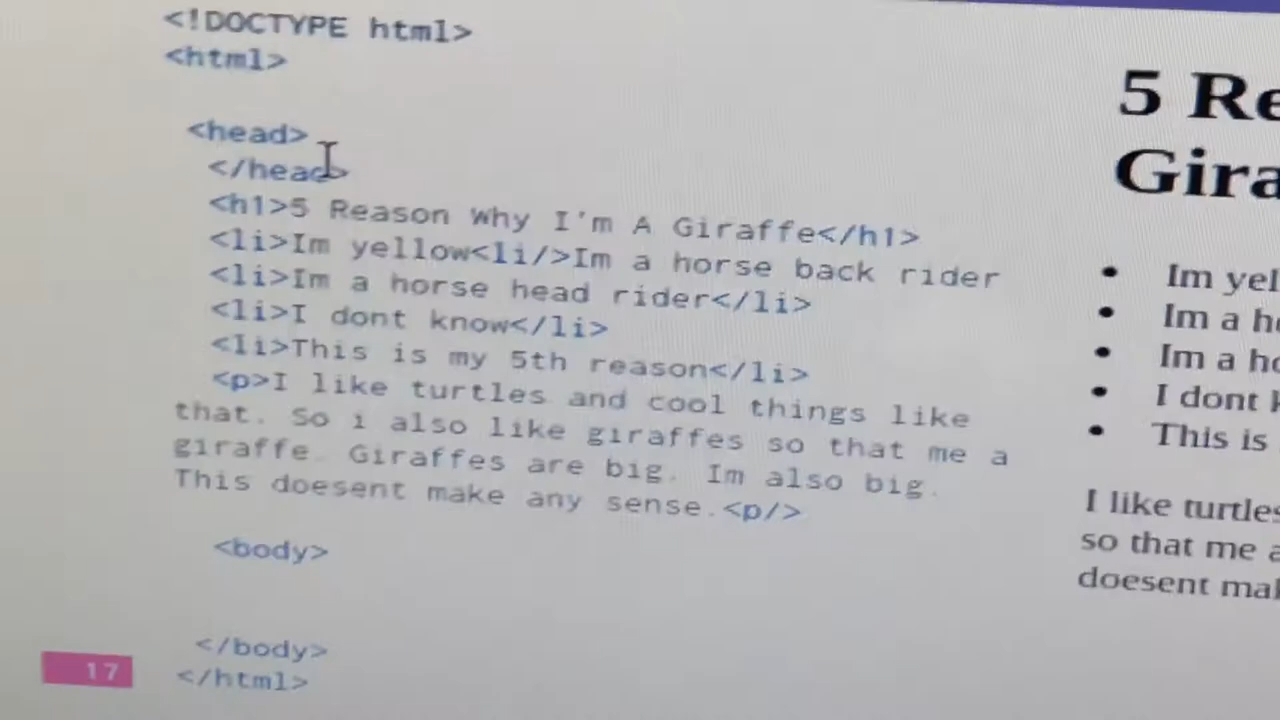 <!DOCTYPE html>
<html>
<head>
</head>
<h1>5 Reason Why I'm A Giraffe</h1>
<li>Im yellow<li/>Im a horse back rider
<li>Im a horse head rider</li>
<li>I dont know</li>
<li>This is my 5th reason</li>
<p>I like turtles and cool things like
that. So i also like giraffes so that me a
giraffe. Giraffes are big. Im also big.
This doesent make any sense.<p/>
<body>
</body>
</html>
17
5 Re
Gira
• Im yel
• Im a ho
• Im a ho
• I dont k
• This is
I like turtles
so that me a
doesent mak